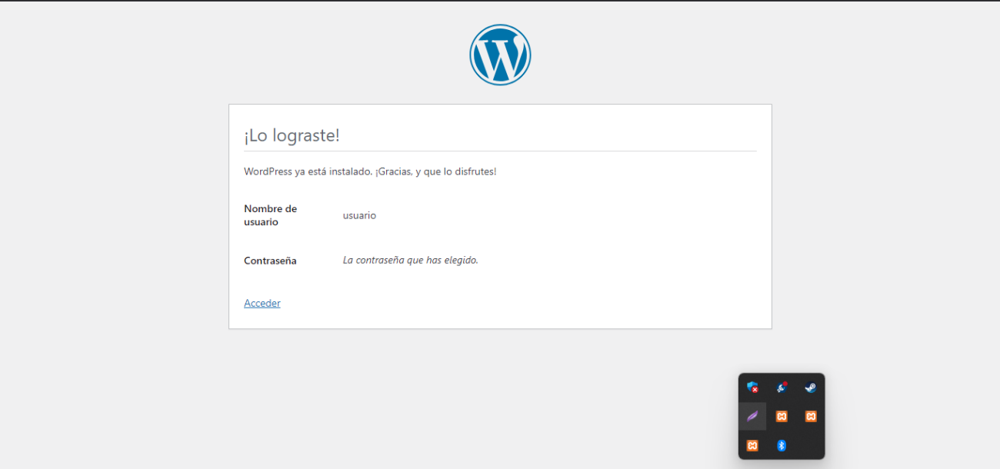 ¡Lo lograste!
WordPress ya está instalado. ¡Gracias, y que lo disfrutes!
Nombre de
usuario
usuario
Contraseña
La contraseña que has elegido.
Acceder